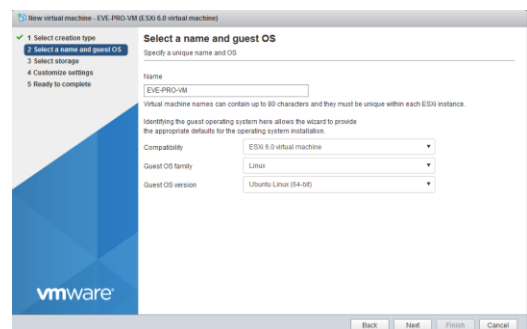 New virtual machine - EVE-PRO-VM (ESXi 6.0 virtual machine)
1 Select creation type
2 Select a name and guest OS
3 Select storage
4 Customize settings
5 Ready to complete
Select a name and guest OS
Specify a unique name and OS
Name
EVE-PRO-VM
Virtual machine names can contain up to 80 characters and they must be unique within each ESXi instance.
Identifying the guest operating system here allows the wizard to provide
the appropriate defaults for the operating system installation.
Compatibility
ESXi 6.0 virtual machine
Guest OS family
Linux
Guest OS version
Ubuntu Linux (64-bit)
vmware
Back
Next
Finish
Cancel